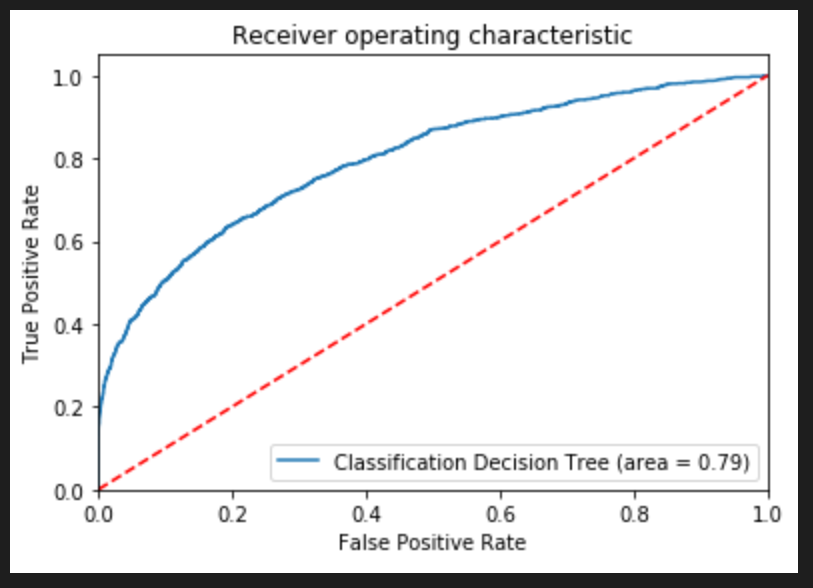 Receiver operating characteristic
1.0
0.8
0.6
0.4
0.2
0.0
True Positive Rate
Classification Decision Tree (area = 0.79)
0.0 0.2 0.4 0.6 0.8 1.0
False Positive Rate